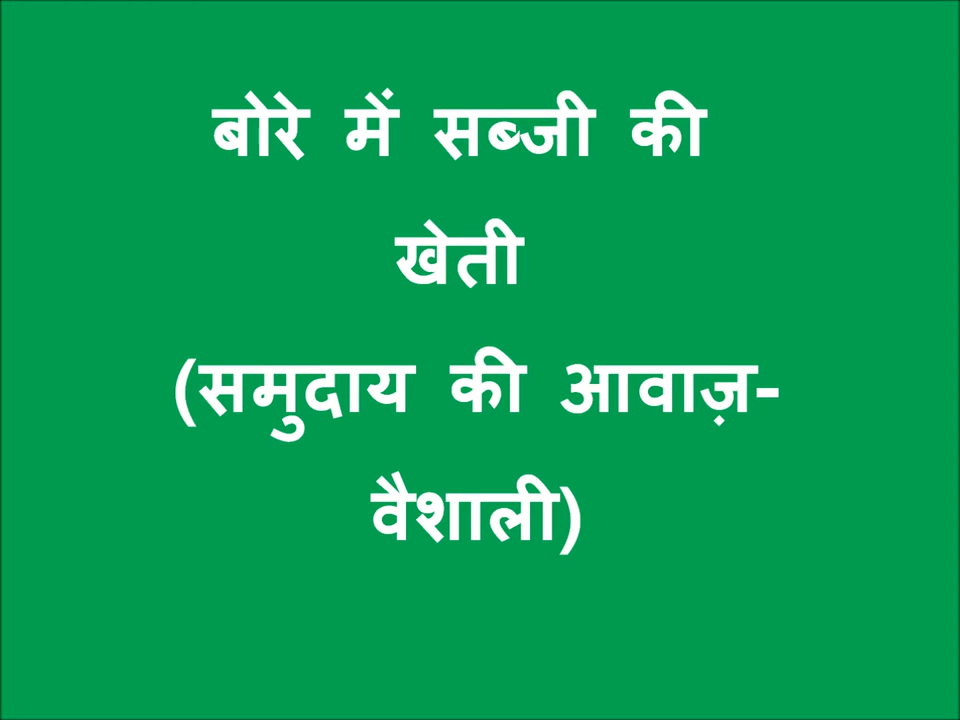 बोरे में सब्जी की
खेती
(समुदाय की आवाज़-
वैशाली)